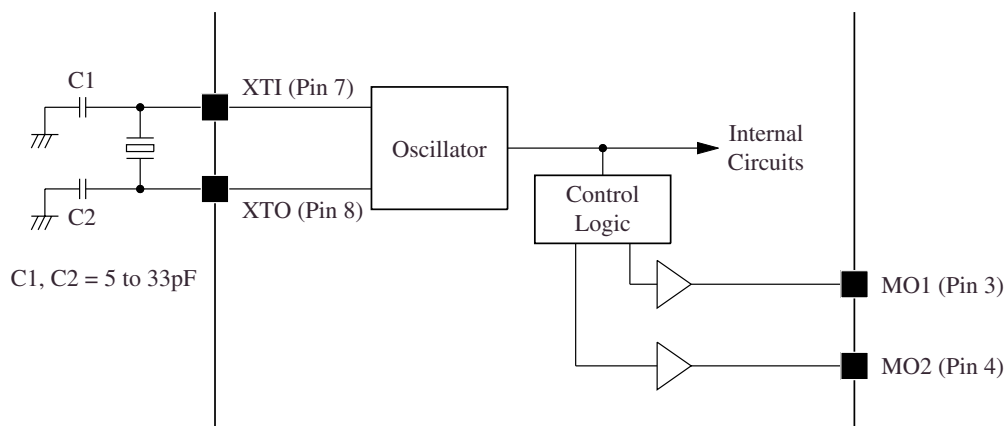 C1
XTI (Pin 7)
Oscillator
Internal
Circuits
C2
XTO (Pin 8)
Control
Logic
C1, C2 = 5 to 33pF
MO1 (Pin 3)
MO2 (Pin 4)